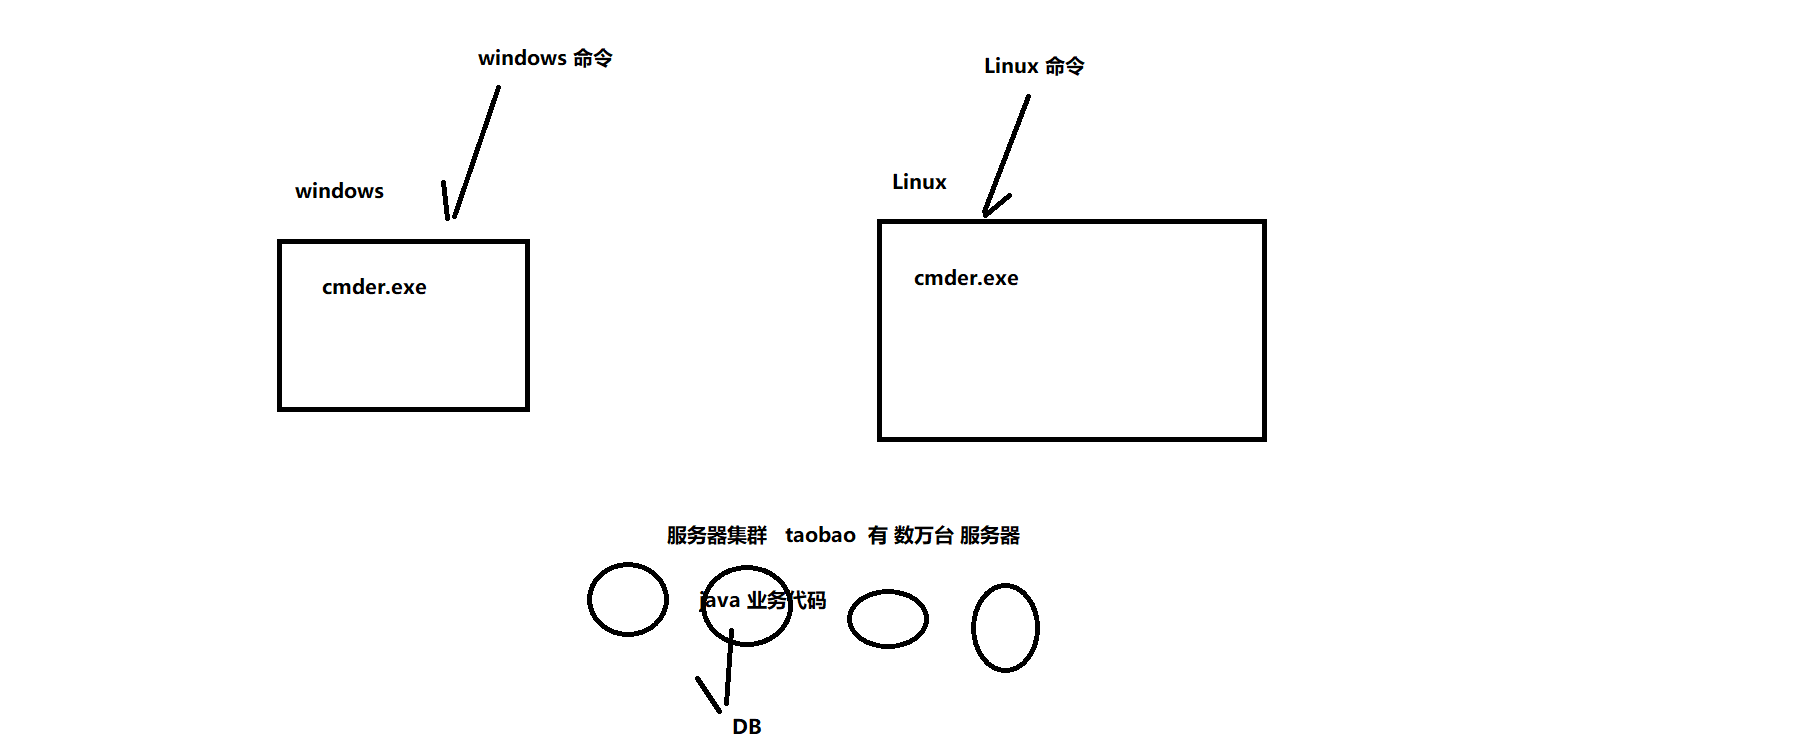 windows 命令
Linux 命令
windows
Linux
cmder.exe
cmder.exe
服务器集群 taobao 有 数万台 服务器
java 业务代码
DB